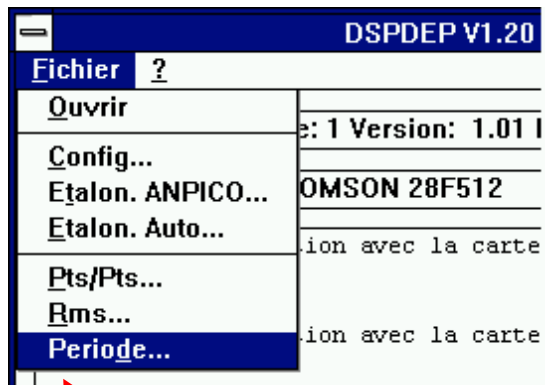 DSPDEP V1.20
Fichier ?
Ouvrir
e: 1 Version: 1.01
Config...
Etalon. ANPICO...
OMSON 28F512
Etalon. Auto...
ion avec la carte
Pts/Pts...
Rms...
Periode...
ion avec la carte